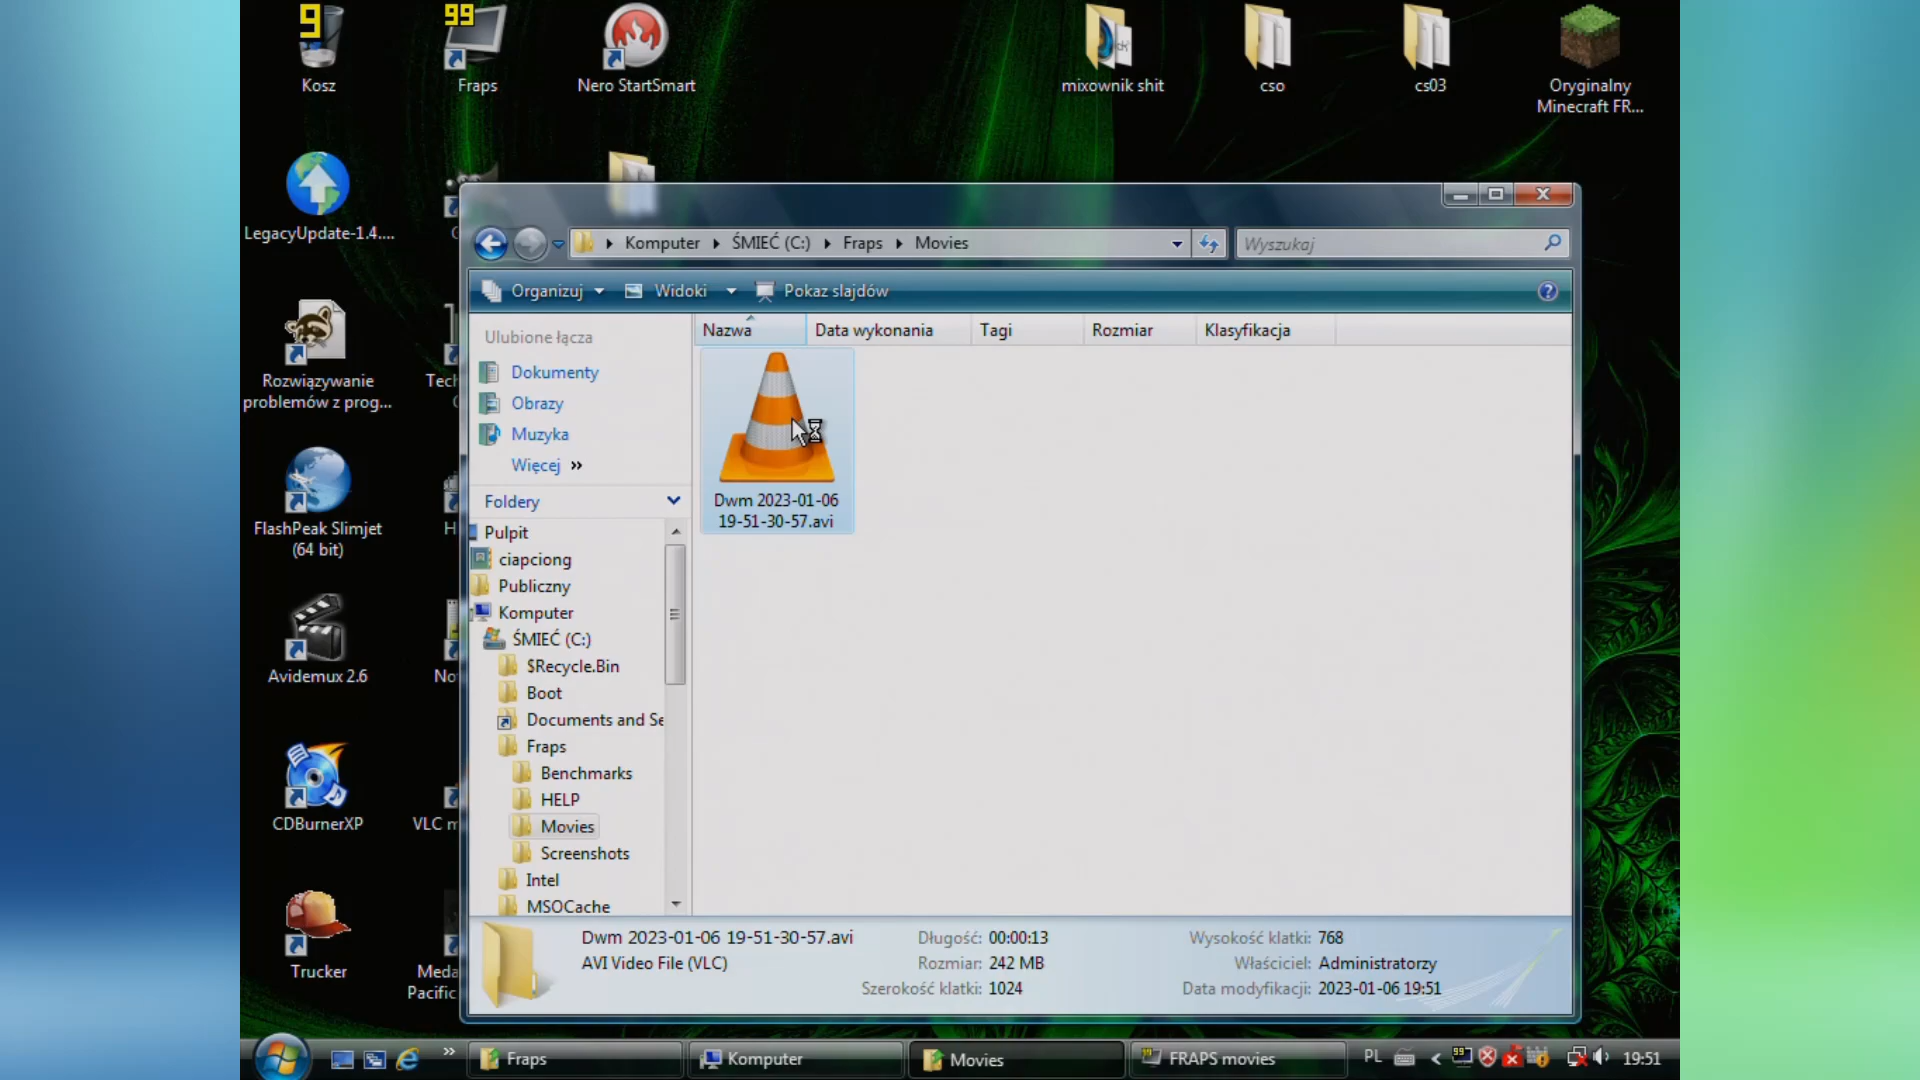 9
99
Kosz
Fraps
Nero StartSmart
mixownik shit
cso
cs03
Oryginalny
Minecraft FR...
LegacyUpdate-1.4....
Rozwiązywanie
problemów z prog...
Tech
FlashPeak Slimjet
(64 bit)
H
Avidemux 2.6
No
CDBurnerXP
VLC m
Trucker
Meda
Pacific
Komputer
ŚMIEĆ (C:)
Fraps
Movies
Wyszukaj
Organizuj
Widoki
Pokaz slajdów
Ulubione łącza
Dokumenty
Obrazy
Muzyka
Więcej »
Foldery
Pulpit
ciapciong
Publiczny
Komputer
ŚMIEĆ (C:)
$Recycle.Bin
Boot
Documents and Se
Fraps
Benchmarks
HELP
Movies
Screenshots
Intel
MSOCache
Nazwa
Data wykonania
Tagi
Rozmiar
Klasyfikacja
Dwm 2023-01-06
19-51-30-57.avi
Dwm 2023-01-06 19-51-30-57.avi
AVI Video File (VLC)
Długość: 00:00:13
Rozmiar: 242 MB
Szerokość klatki: 1024
Wysokość klatki: 768
Właściciel: Administratorzy
Data modyfikacji: 2023-01-06 19:51
»
Fraps
Komputer
Movies
FRAPS movies
PL
99
19:51